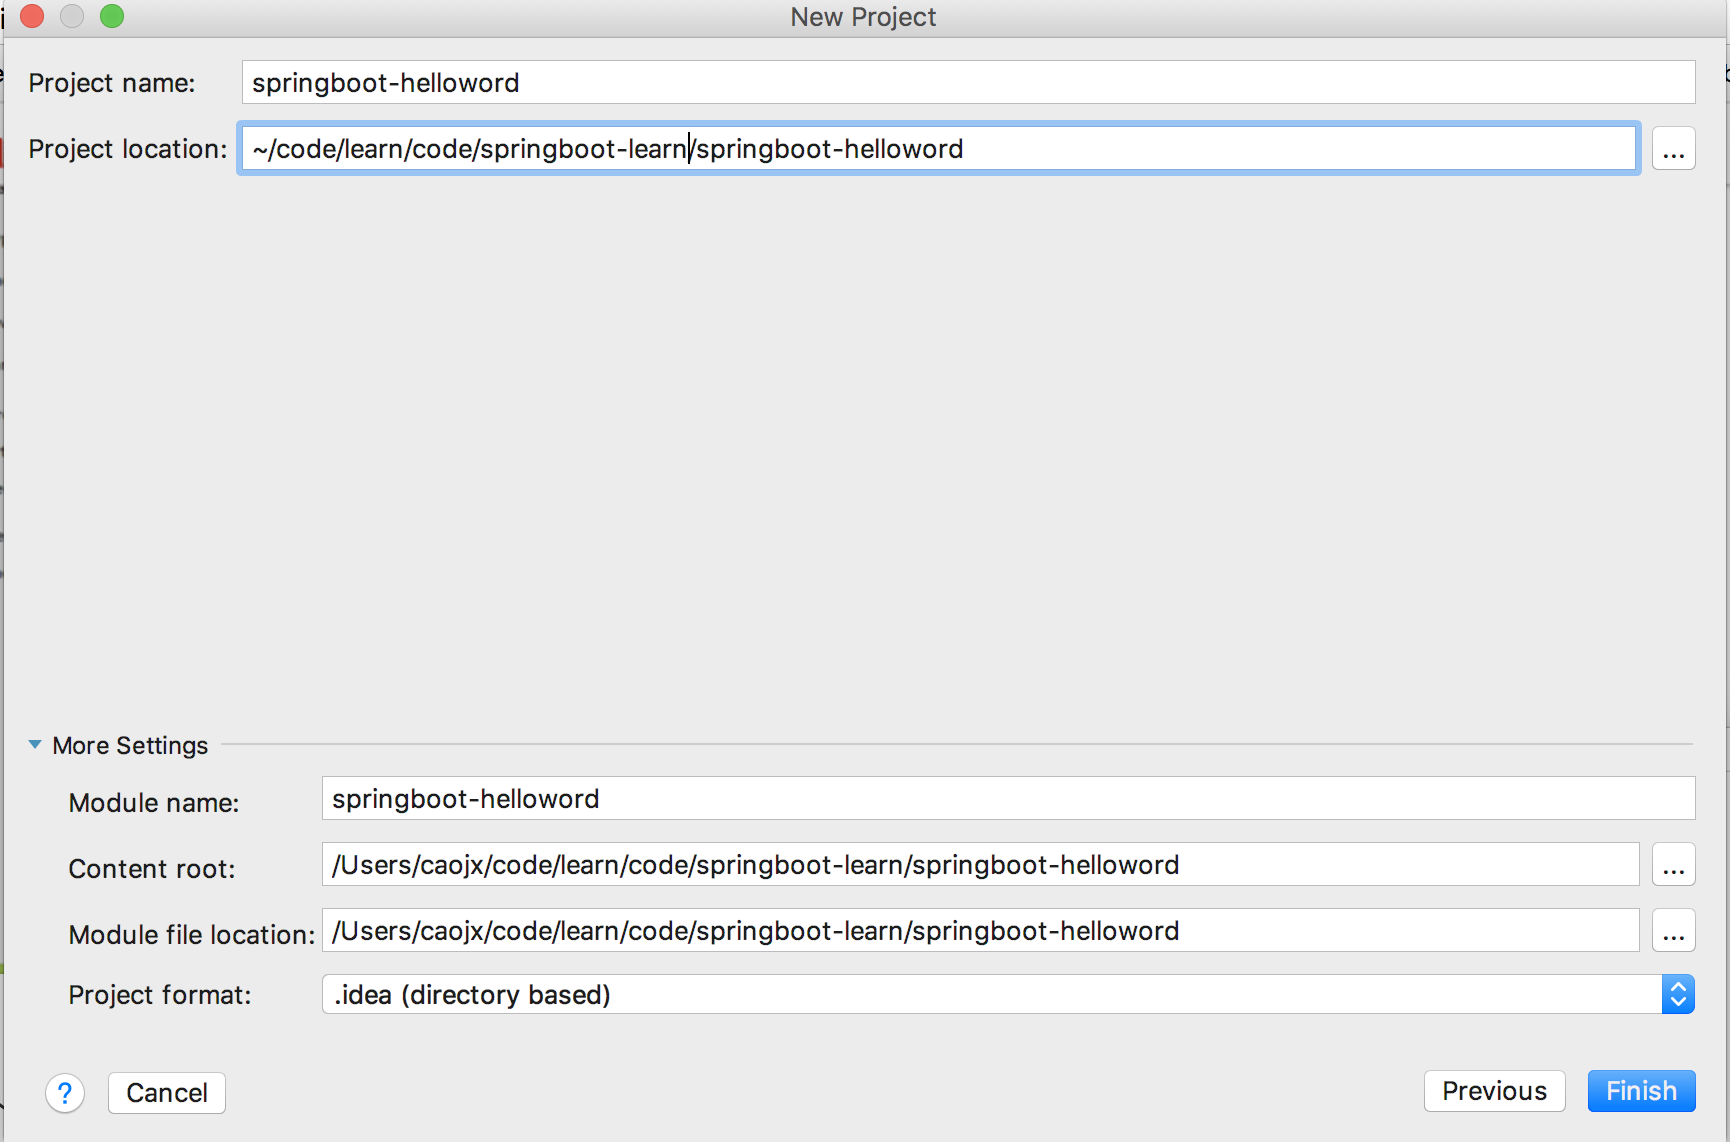 New Project
Project name: springboot-helloword
Project location: ~/code/learn/code/springboot-learn/springboot-helloword ...
More Settings
Module name: springboot-helloword
Content root: /Users/caojx/code/learn/code/springboot-learn/springboot-helloword ...
Module file location: /Users/caojx/code/learn/code/springboot-learn/springboot-helloword ...
Project format: .idea (directory based)
? Cancel Previous Finish